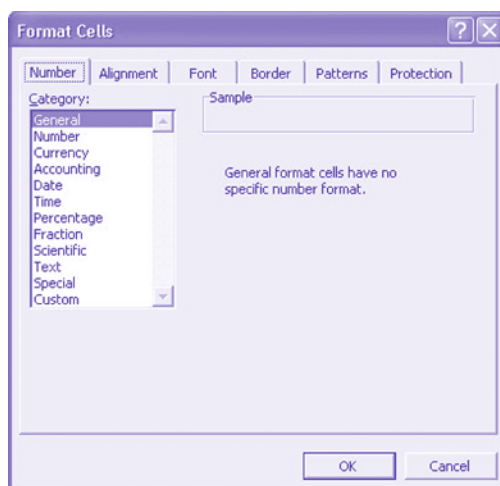 Format Cells
Number Alignment Font Border Patterns Protection
Category:
General
Number
Currency
Accounting
Date
Time
Percentage
Fraction
Scientific
Text
Special
Custom
Sample
General format cells have no
specific number format.
OK Cancel